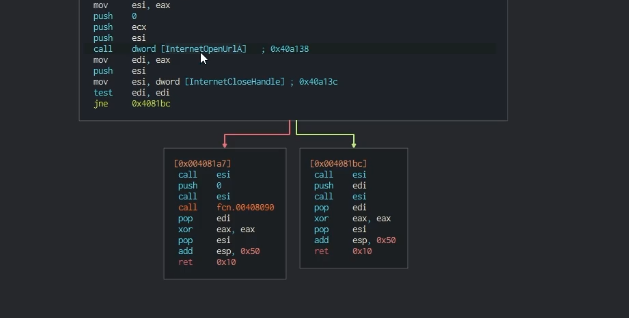 mov esi, eax
push 0
push ecx
push esi
call dword [InternetOpenUrlA] ; 0x40a138
mov edi, eax
push esi
mov esi, dword [InternetCloseHandle] ; 0x40a13c
test edi, edi
jne 0x4081bc
[0x004081a7]
call esi
push 0
call esi
call fcn.00408090
pop edi
xor eax, eax
pop esi
add esp, 0x50
ret 0x10
[0x004081bc]
call esi
push edi
call esi
pop edi
xor eax, eax
pop esi
add esp, 0x50
ret 0x10